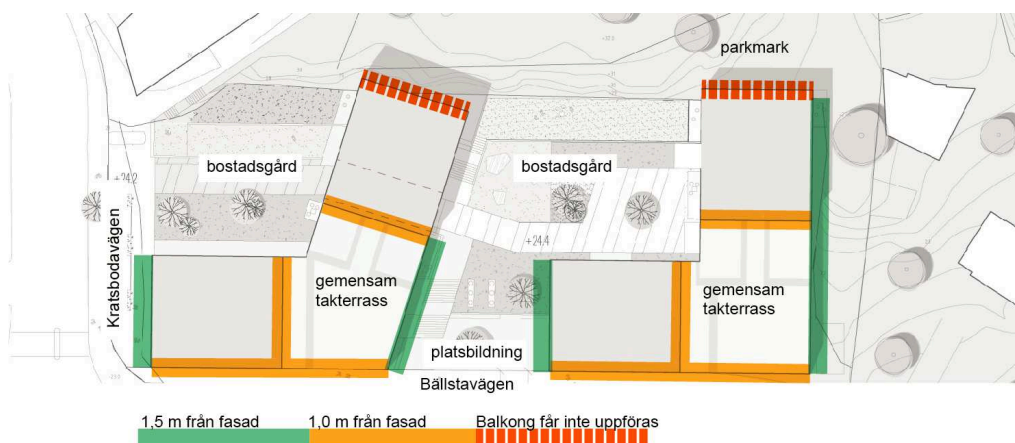 parkmark
bostadsgård
bostadsgård
+24,2
+24,4
Kratsbodavägen
gemensam
takterrass
gemensam
takterrass
platsbildning
Bällstavägen
1,5 m från fasad
1,0 m från fasad
Balkong får inte uppföras